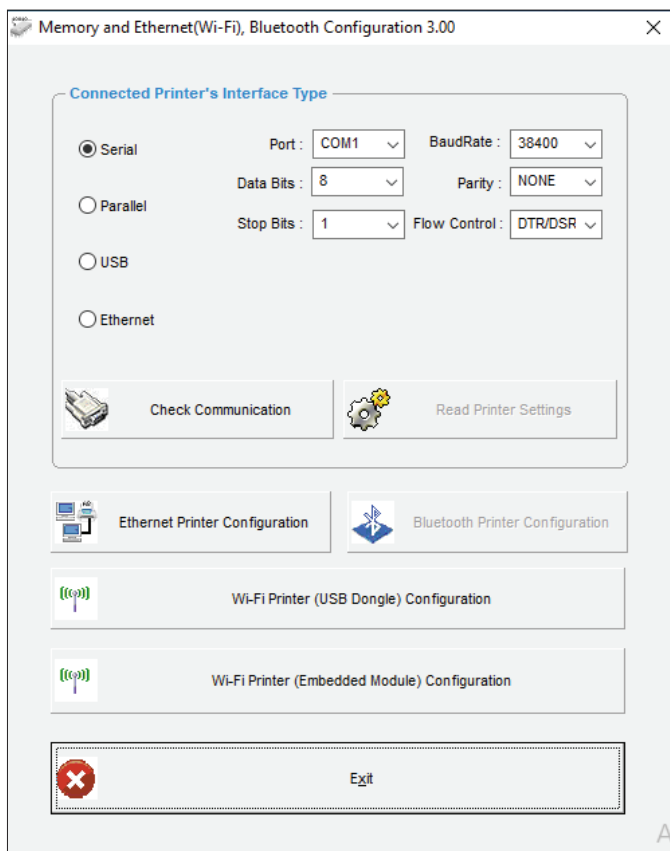 Memory and Ethernet(Wi-Fi), Bluetooth Configuration 3.00
Connected Printer's Interface Type
Serial
Port : COM1
BaudRate : 38400
Data Bits : 8
Parity : NONE
Parallel
Stop Bits : 1
Flow Control : DTR/DSR
USB
Ethernet
Check Communication
Read Printer Settings
Ethernet Printer Configuration
Bluetooth Printer Configuration
Wi-Fi Printer (USB Dongle) Configuration
Wi-Fi Printer (Embedded Module) Configuration
Exit
A